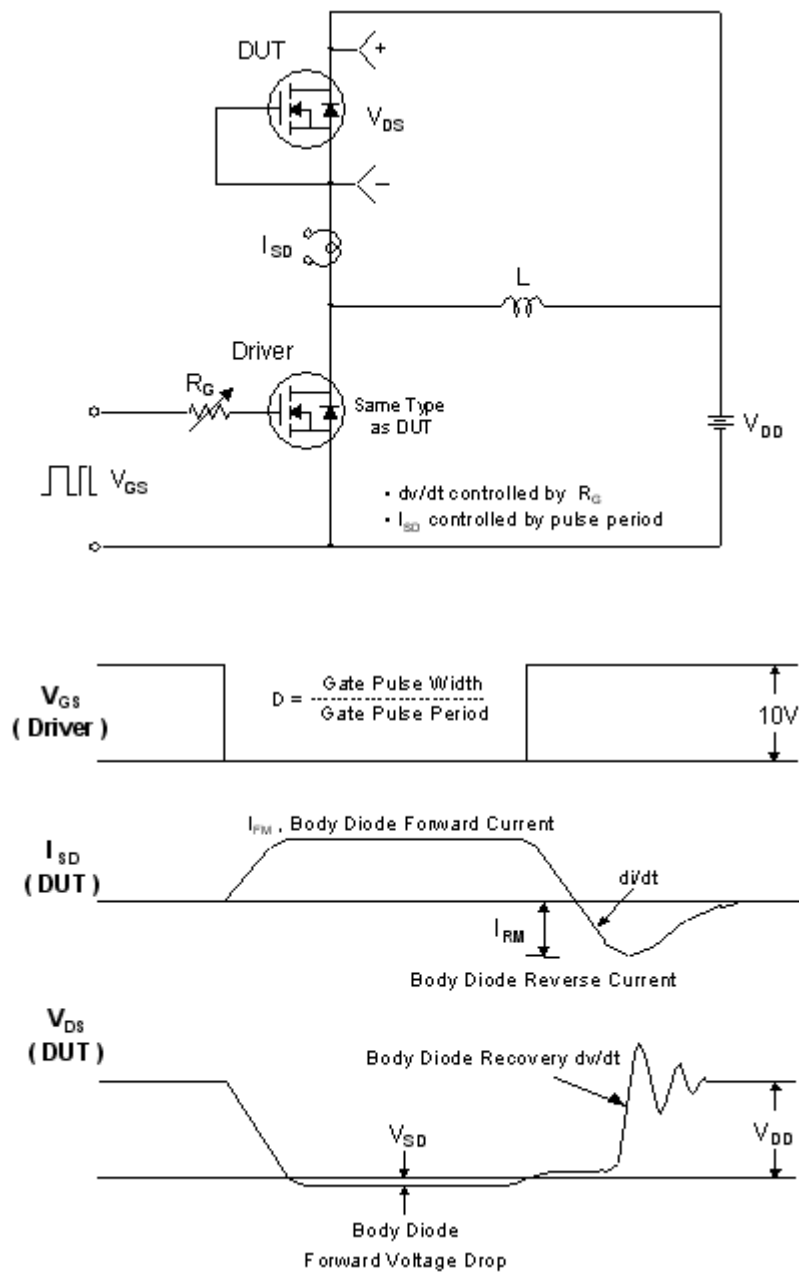 DUT
+
V_DS
−
I_SD
L
Driver
R_G
Same Type
as DUT
V_DD
V_GS
• dv/dt controlled by R_G
• I_SD controlled by pulse period
V_GS
( Driver )
D = Gate Pulse Width
Gate Pulse Period
10V
I_FM , Body Diode Forward Current
I_SD
( DUT )
di/dt
I_RM
Body Diode Reverse Current
V_DS
( DUT )
Body Diode Recovery dv/dt
V_SD
V_DD
Body Diode
Forward Voltage Drop